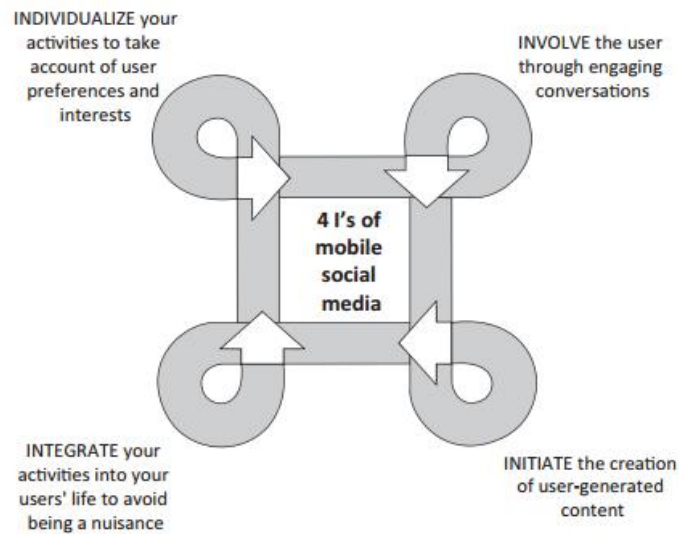 INDIVIDUALIZE your
activities to take
account of user
preferences and
interests
INVOLVE the user
through engaging
conversations
4 I's of
mobile
social
media
INTEGRATE your
activities into your
users' life to avoid
being a nuisance
INITIATE the creation
of user-generated
content